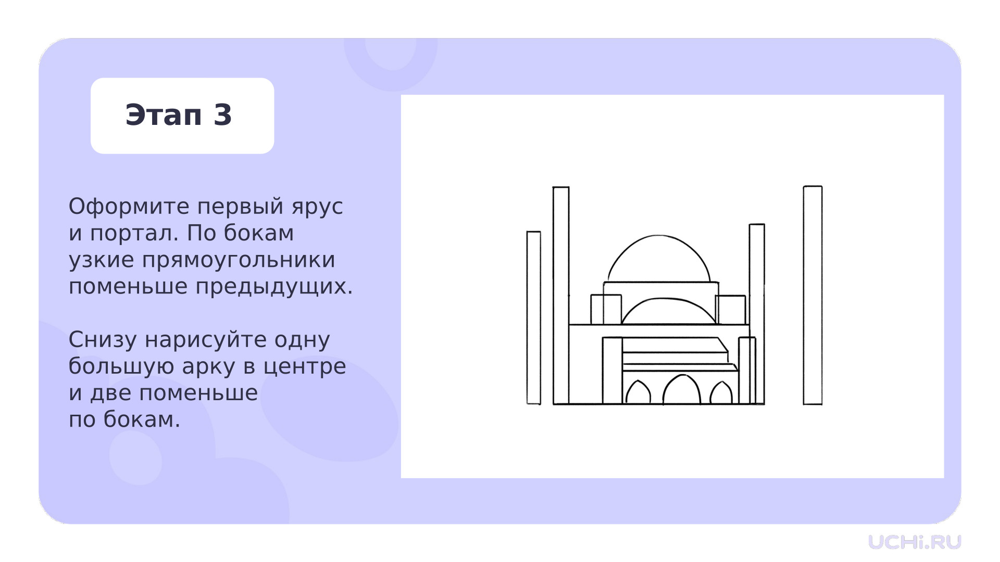 Этап 3
Оформите первый ярус
и портал. По бокам
узкие прямоугольники
поменьше предыдущих.
Снизу нарисуйте одну
большую арку в центре
и две поменьше
по бокам.
UCHi.RU